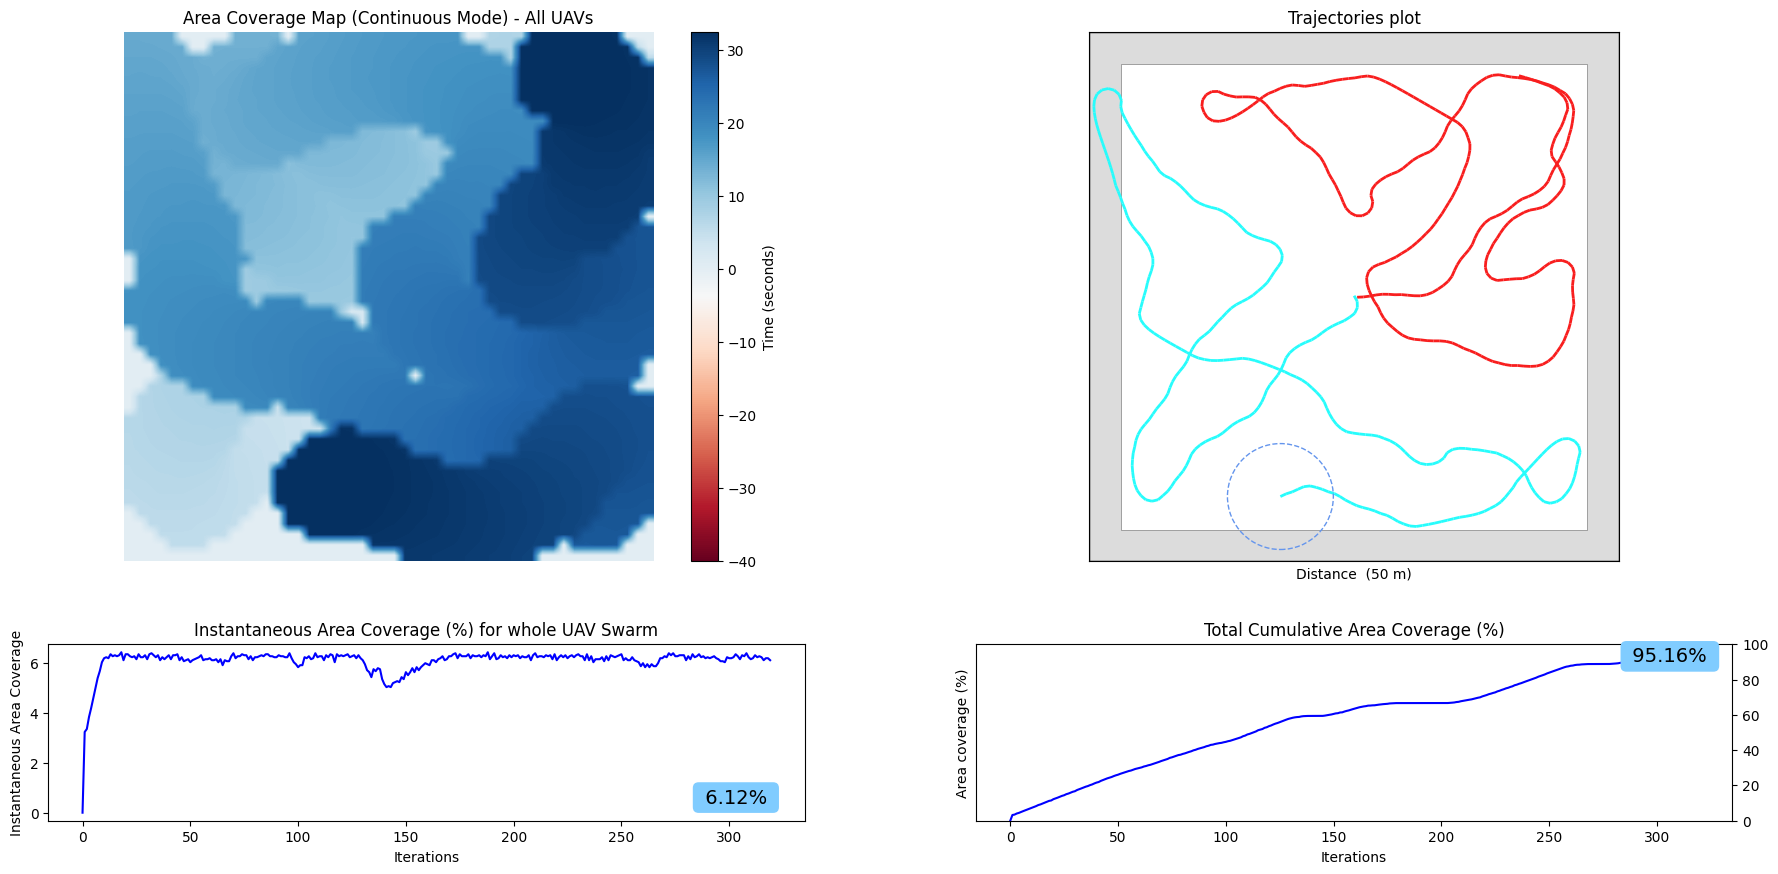 Area Coverage Map (Continuous Mode) - All UAVs
30
20
10
0
−10
−20
−30
−40
Time (seconds)
Trajectories plot
Distance  (50 m)
Instantaneous Area Coverage (%) for whole UAV Swarm
Instantaneous Area Coverage
6
4
2
0
6.12%
0 50 100 150 200 250 300
Iterations
Total Cumulative Area Coverage (%)
Area coverage (%)
95.16%
100
80
60
40
20
0
0 50 100 150 200 250 300
Iterations